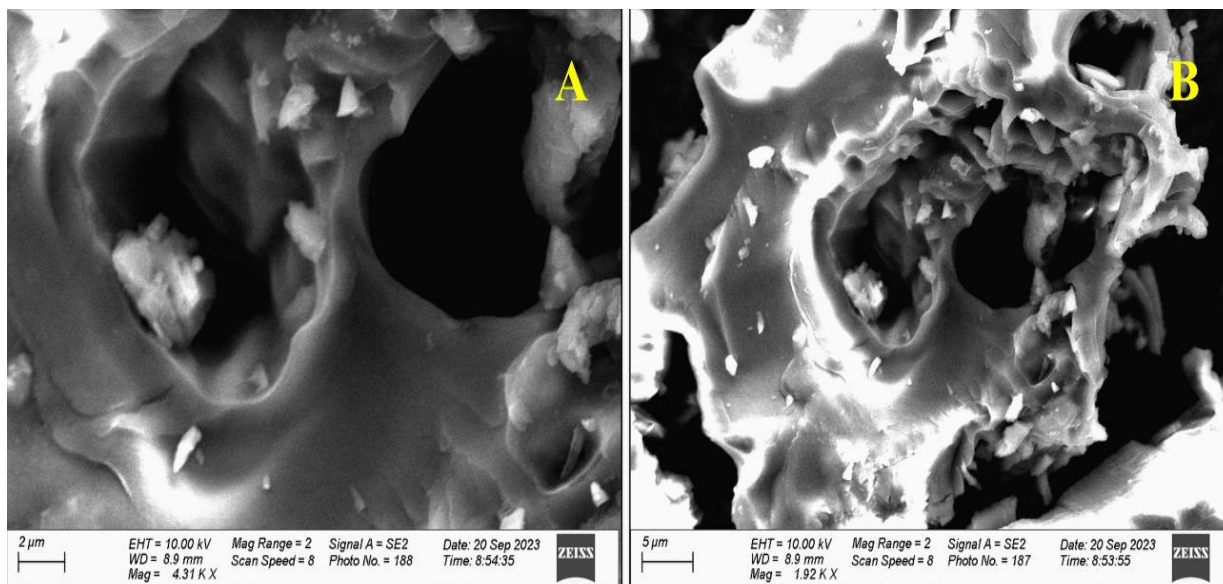 A
2 µm
EHT = 10.00 kV Mag Range = 2 Signal A = SE2 Date: 20 Sep 2023
WD = 8.9 mm Scan Speed = 8 Photo No. = 188 Time: 8:54:35
Mag = 4.31 K X
ZEISS
B
5 µm
EHT = 10.00 kV Mag Range = 2 Signal A = SE2 Date: 20 Sep 2023
WD = 8.9 mm Scan Speed = 8 Photo No. = 187 Time: 8:53:55
Mag = 1.92 K X
ZEISS